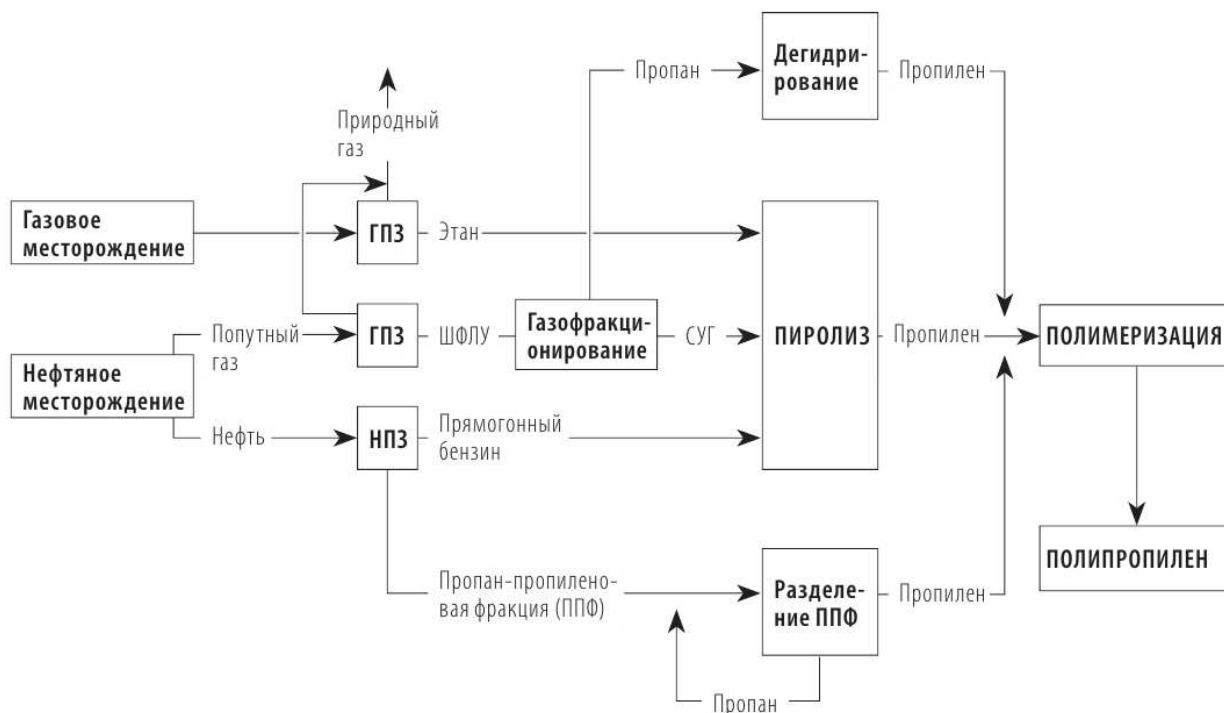 Дегидри-
рование
Пропан
Пропилен
Природный
газ
Газовое
месторождение
ГПЗ
Этан
ПИРОЛИЗ
Попутный
газ
ГПЗ
ШФЛУ
Газофракци-
онирование
СУГ
Пропилен
ПОЛИМЕРИЗАЦИЯ
Нефтяное
месторождение
Нефть
НПЗ
Прямогонный
бензин
Пропан-пропилено-
вая фракция (ППФ)
Разделе-
ние ППФ
Пропилен
ПОЛИПРОПИЛЕН
Пропан